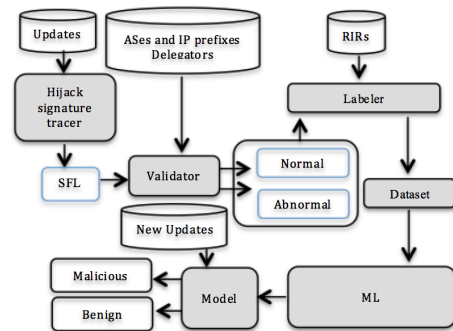 Updates
ASes and IP prefixes
Delegators
RIRs
Hijack
signature
tracer
Labeler
SFL
Validator
Normal
Abnormal
Dataset
New Updates
Malicious
Benign
Model
ML